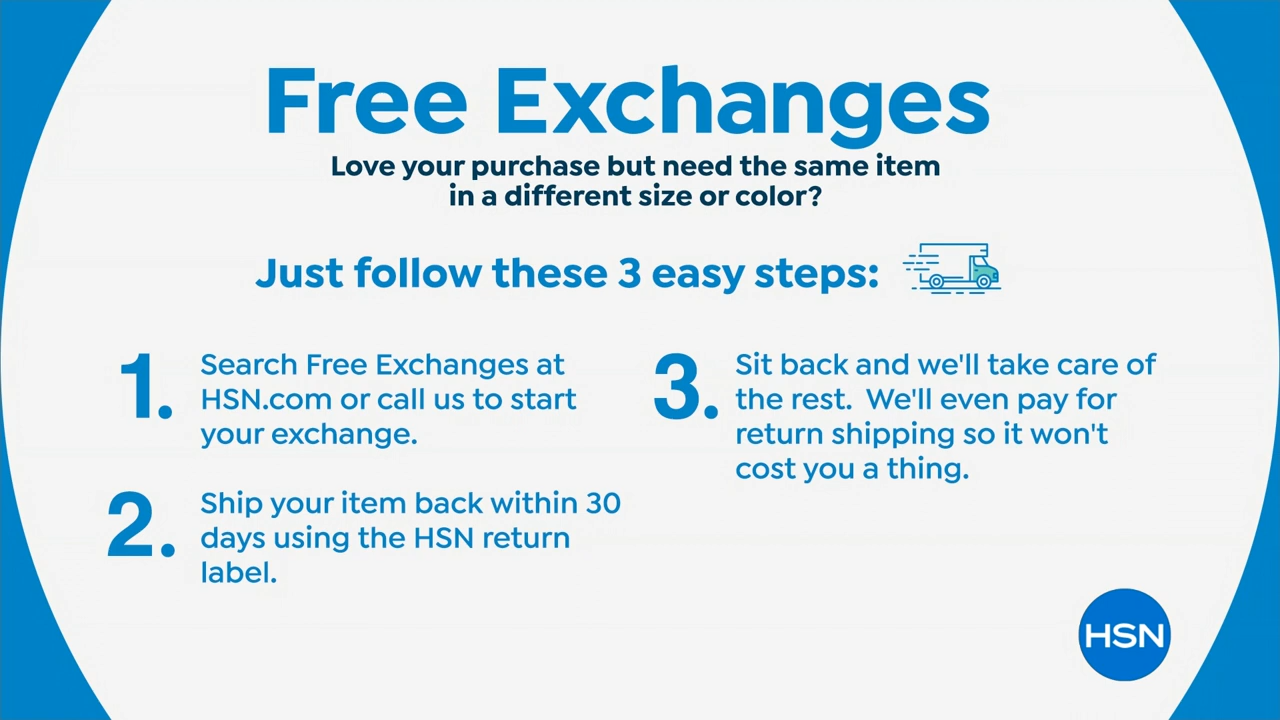 Free Exchanges
Love your purchase but need the same item
in a different size or color?
Just follow these 3 easy steps:
1. Search Free Exchanges at
HSN.com or call us to start
your exchange.
2. Ship your item back within 30
days using the HSN return
label.
3. Sit back and we'll take care of
the rest.  We'll even pay for
return shipping so it won't
cost you a thing.
HSN